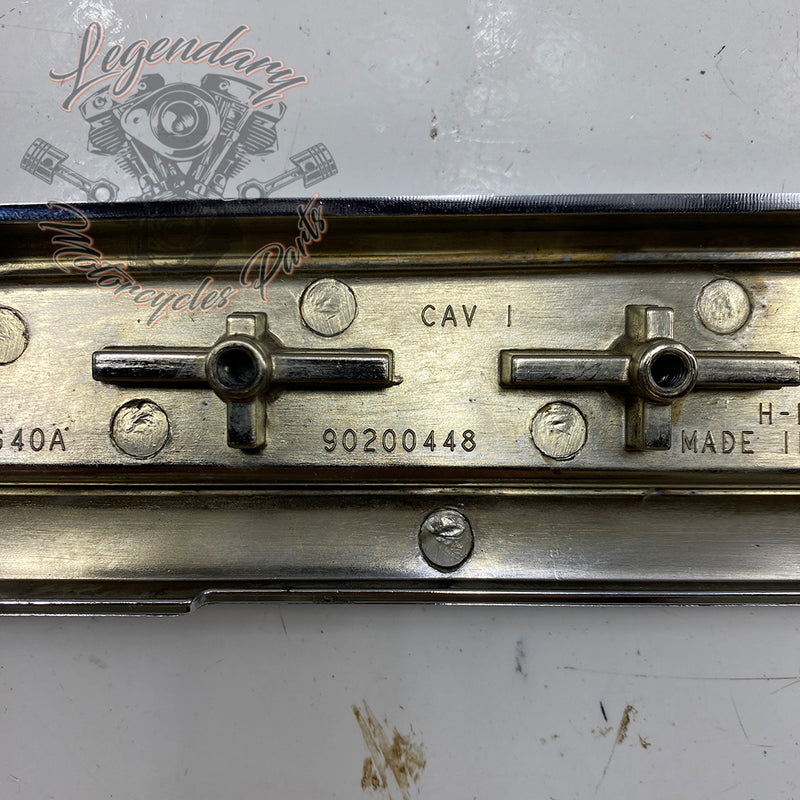 Legendary
Motorcycles Parts
CAV 1
640A
90200448
H-
MADE I